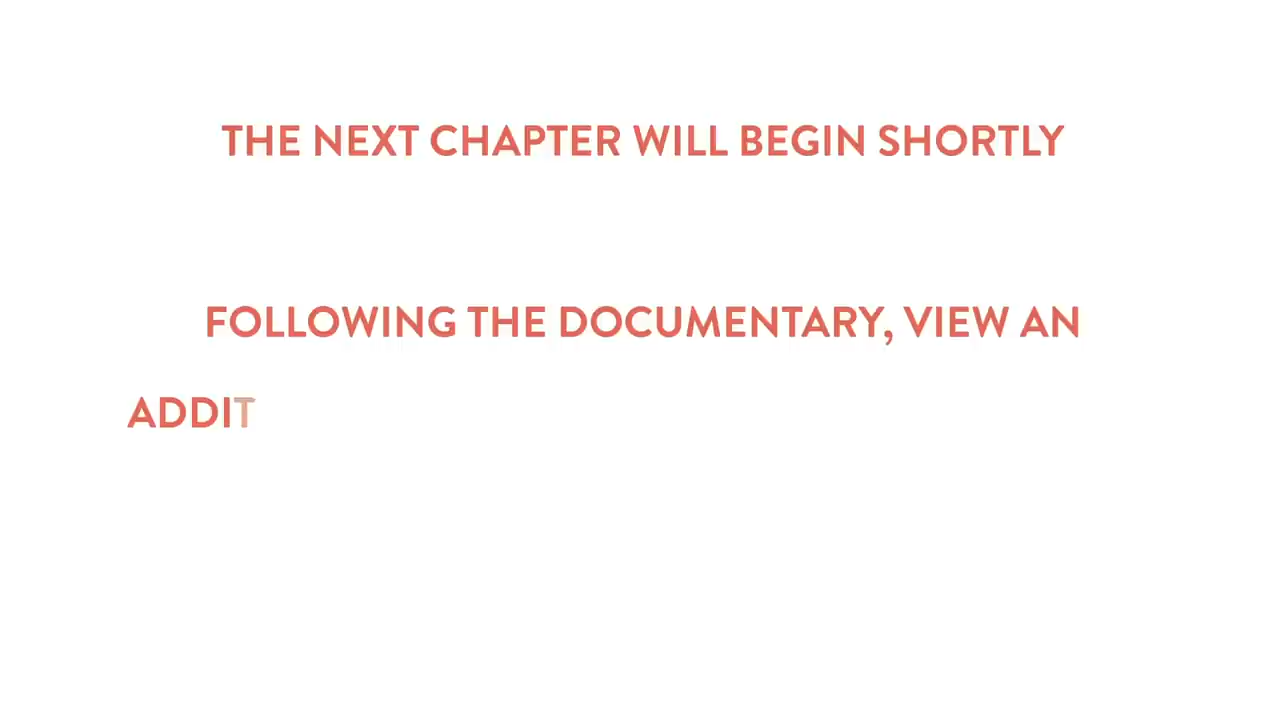 THE NEXT CHAPTER WILL BEGIN SHORTLY
FOLLOWING THE DOCUMENTARY, VIEW AN
ADDIT